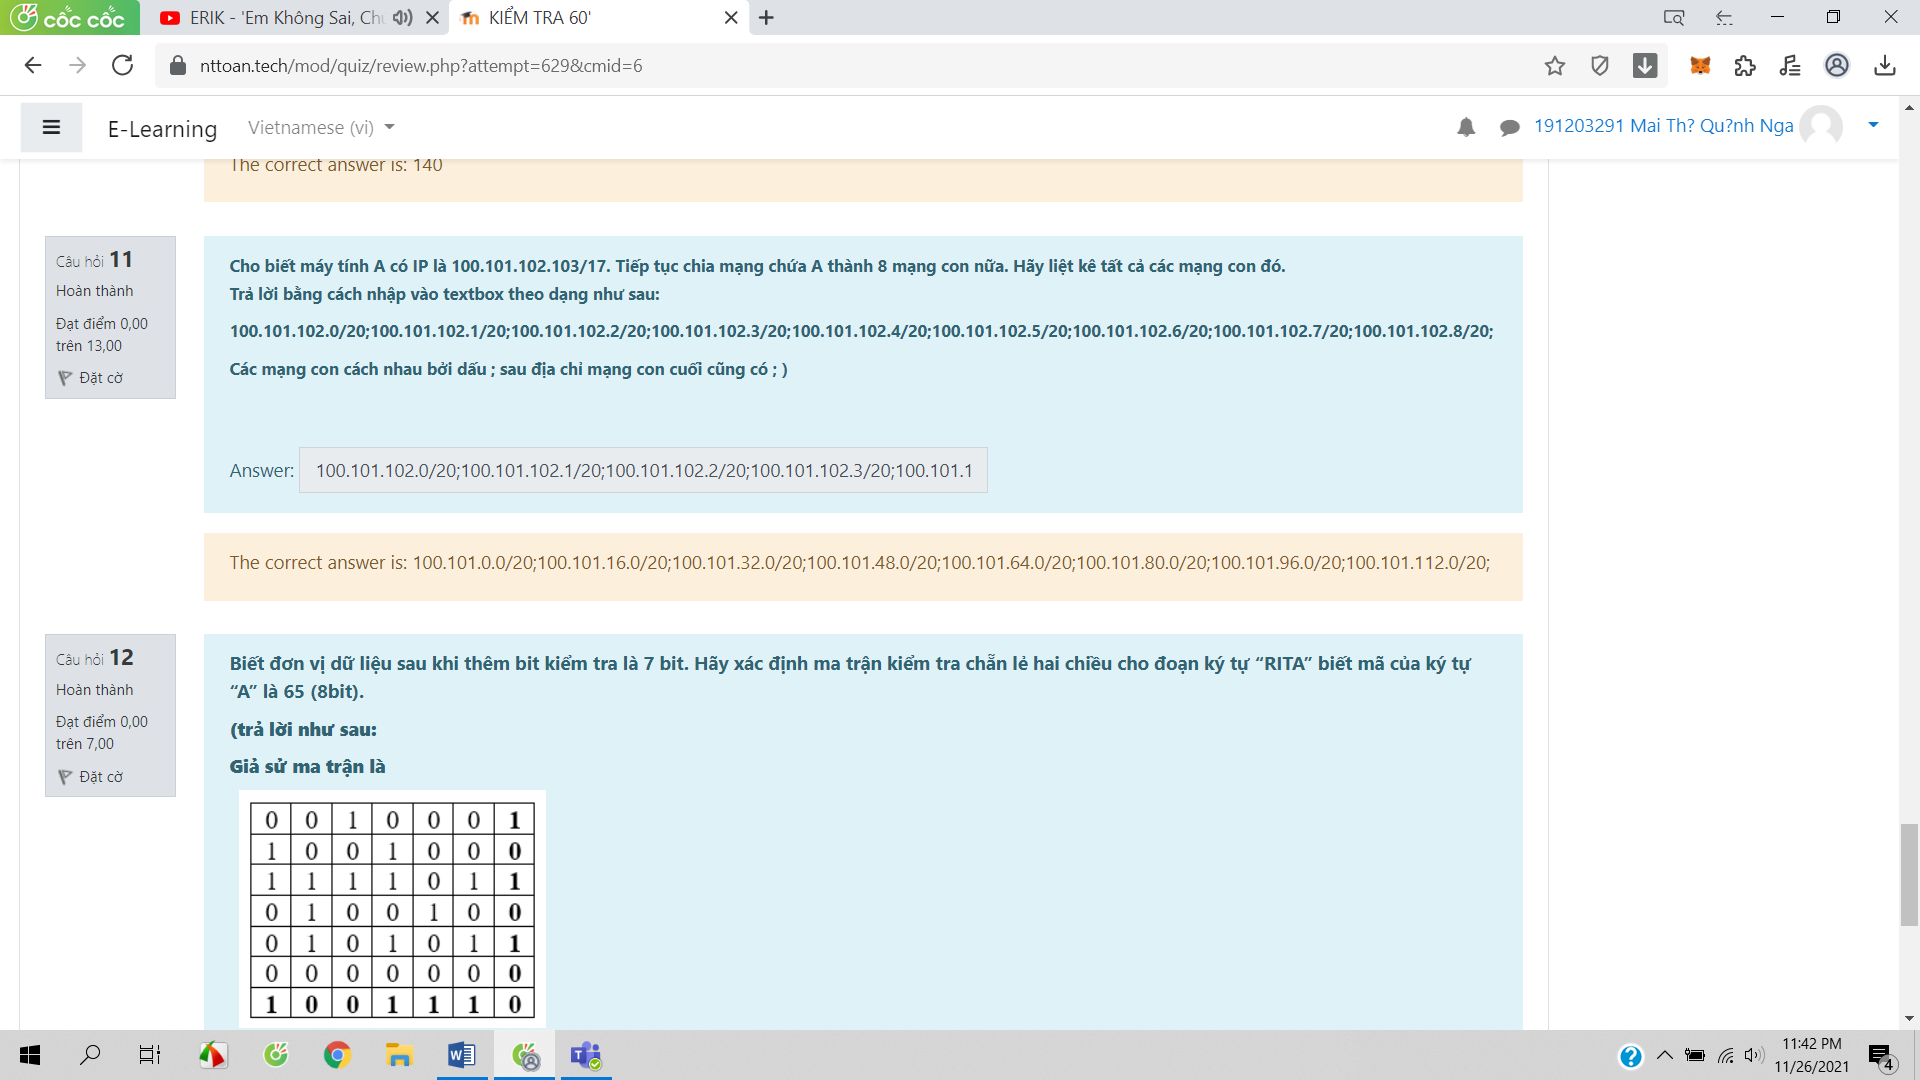 cốc cốc
ERIK - 'Em Không Sai, Chú
KIỂM TRA 60'
nttoan.tech/mod/quiz/review.php?attempt=629&cmid=6
E-Learning
Vietnamese (vi)
191203291 Mai Th? Qu?nh Nga
The correct answer is: 140
Câu hỏi 11
Hoàn thành
Đạt điểm 0,00
trên 13,00
Đặt cờ
Cho biết máy tính A có IP là 100.101.102.103/17. Tiếp tục chia mạng chứa A thành 8 mạng con nữa. Hãy liệt kê tất cả các mạng con đó.
Trả lời bằng cách nhập vào textbox theo dạng như sau:
100.101.102.0/20;100.101.102.1/20;100.101.102.2/20;100.101.102.3/20;100.101.102.4/20;100.101.102.5/20;100.101.102.6/20;100.101.102.7/20;100.101.102.8/20;
Các mạng con cách nhau bởi dấu ; sau địa chỉ mạng con cuối cũng có ; )
Answer: 100.101.102.0/20;100.101.102.1/20;100.101.102.2/20;100.101.102.3/20;100.101.1
The correct answer is: 100.101.0.0/20;100.101.16.0/20;100.101.32.0/20;100.101.48.0/20;100.101.64.0/20;100.101.80.0/20;100.101.96.0/20;100.101.112.0/20;
Câu hỏi 12
Hoàn thành
Đạt điểm 0,00
trên 7,00
Đặt cờ
Biết đơn vị dữ liệu sau khi thêm bit kiểm tra là 7 bit. Hãy xác định ma trận kiểm tra chẵn lẻ hai chiều cho đoạn ký tự “RITA” biết mã của ký tự
“A” là 65 (8bit).
(trả lời như sau:
Giả sử ma trận là
0 0 1 0 0 0 1
1 0 0 1 0 0 0
1 1 1 1 0 1 1
0 1 0 0 1 0 0
0 1 0 1 0 1 1
0 0 0 0 0 0 0
1 0 0 1 1 1 0
11:42 PM
11/26/2021
4